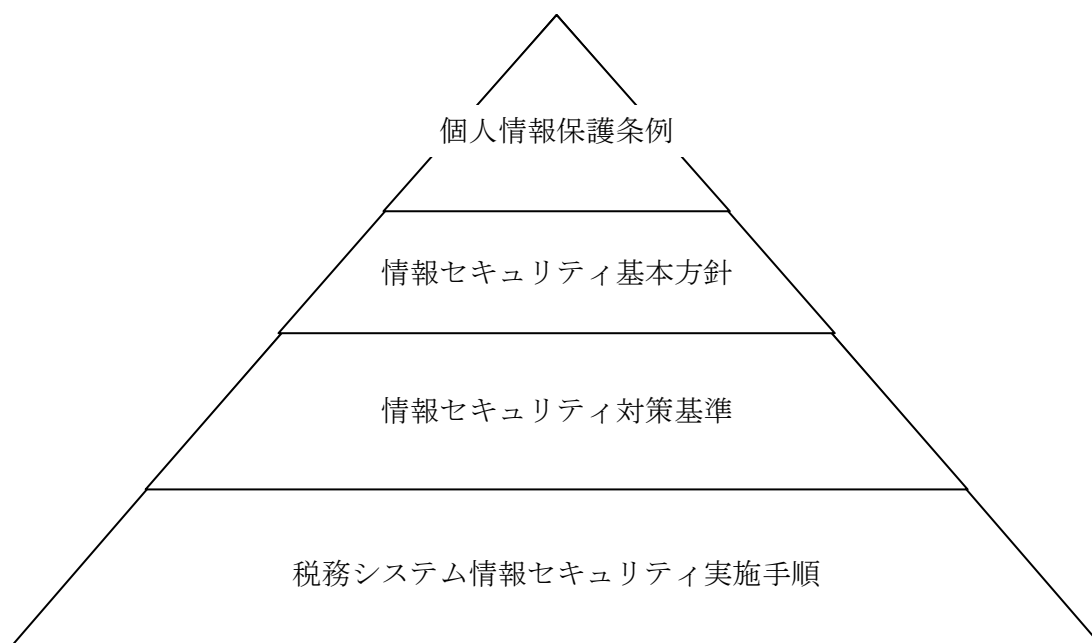 個人情報保護条例
情報セキュリティ基本方針
情報セキュリティ対策基準
税務システム情報セキュリティ実施手順